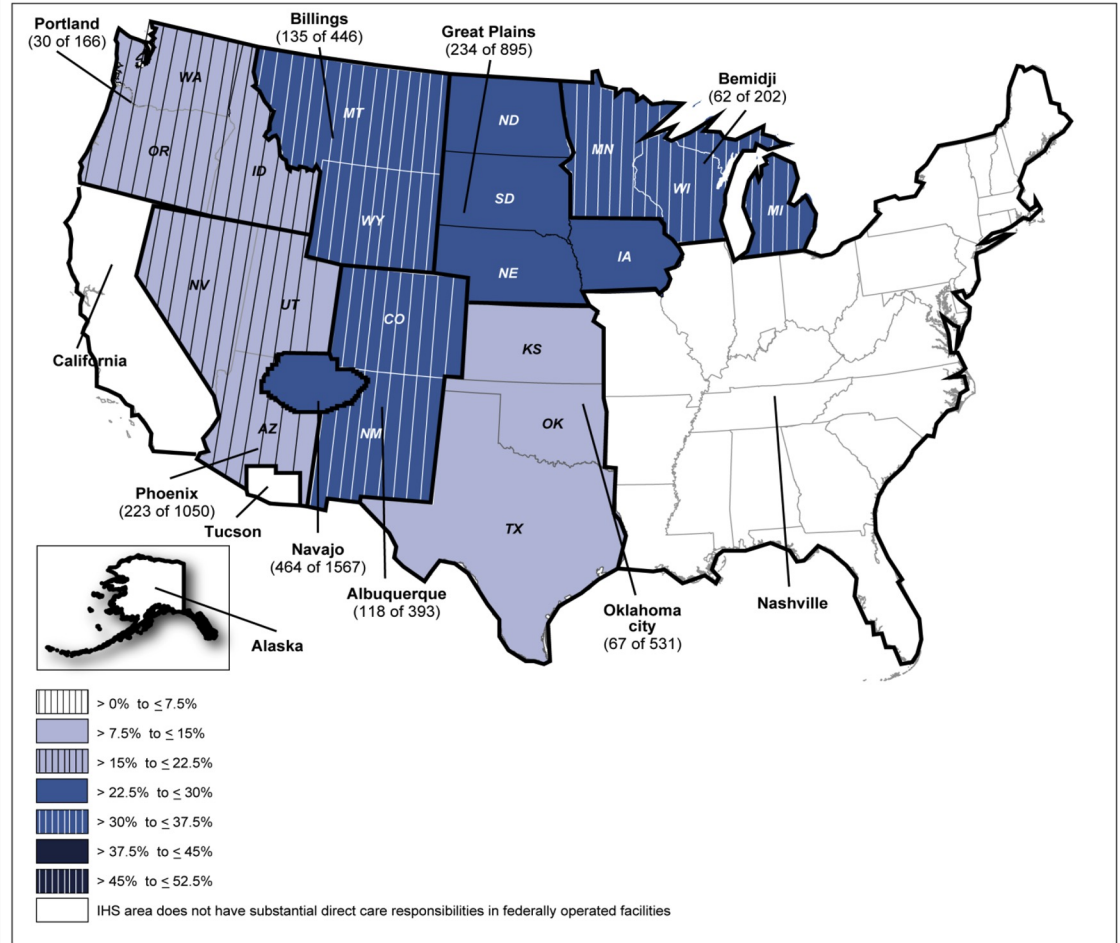 Portland
(30 of 166)
Billings
(135 of 446)
Great Plains
(234 of 895)
Bemidji
(62 of 202)
WA
MT
ND
MN
OR
ID
SD
WI
MI
WY
NE
IA
NV
UT
CO
KS
California
AZ
NM
OK
TX
Phoenix
(223 of 1050)
Tucson
Navajo
(464 of 1567)
Albuquerque
(118 of 393)
Oklahoma
city
(67 of 531)
Nashville
Alaska
> 0% to ≤ 7.5%
> 7.5% to ≤ 15%
> 15% to ≤ 22.5%
> 22.5% to ≤ 30%
> 30% to ≤ 37.5%
> 37.5% to ≤ 45%
> 45% to ≤ 52.5%
IHS area does not have substantial direct care responsibilities in federally operated facilities